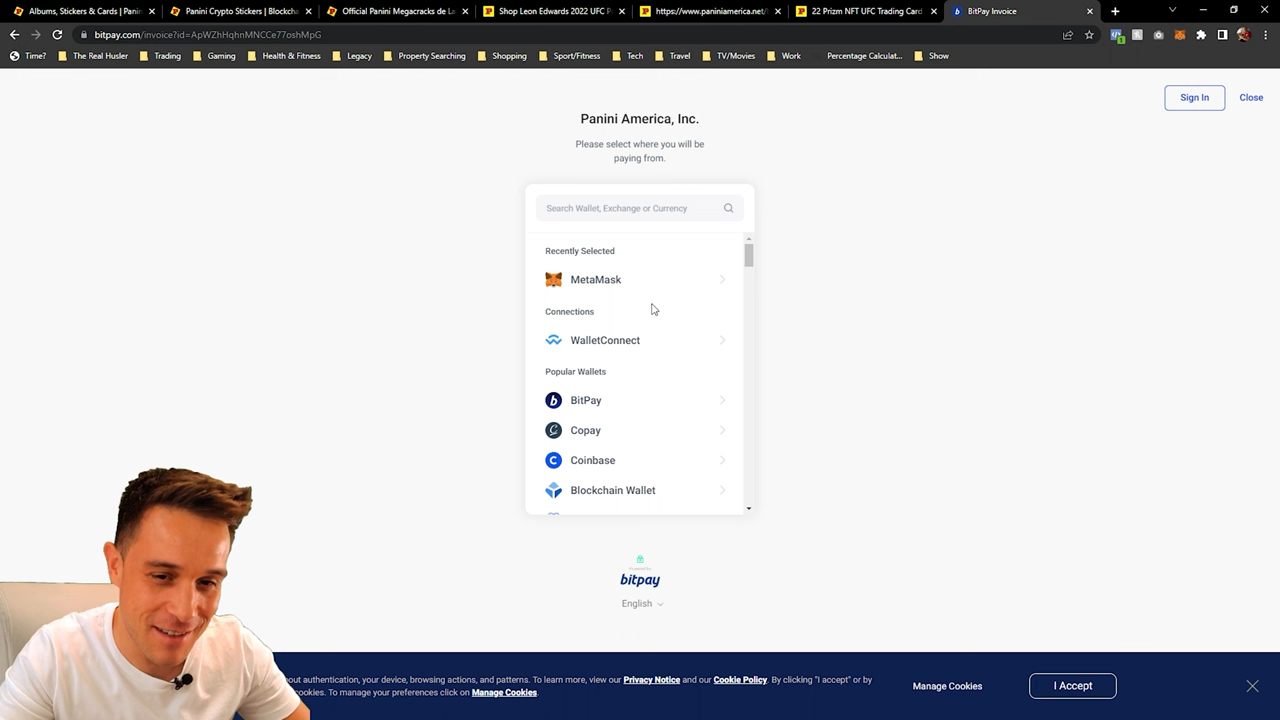 Albums, Stickers & Cards | Panin
Panini Crypto Stickers | Blockch
Official Panini Megacracks de La
Shop Leon Edwards 2022 UFC P
https://www.paniniamerica.net/
22 Prizm NFT UFC Trading Card
BitPay Invoice
bitpay.com/invoice?id=ApWZhHqhnMNCCe77oshMpG
Time?
The Real Husler
Trading
Gaming
Health & Fitness
Legacy
Property Searching
Shopping
Sport/Fitness
Tech
Travel
TV/Movies
Work
Percentage Calculat...
Show
Sign In
Close
Panini America, Inc.
Please select where you will be
paying from.
Search Wallet, Exchange or Currency
Recently Selected
MetaMask
Connections
WalletConnect
Popular Wallets
BitPay
Copay
Coinbase
Blockchain Wallet
Powered by
bitpay
English
out authentication, your device, browsing actions, and patterns. To learn more, view our Privacy Notice and our Cookie Policy. By clicking "I accept" or by
cookies. To manage your preferences click on Manage Cookies.
Manage Cookies
I Accept